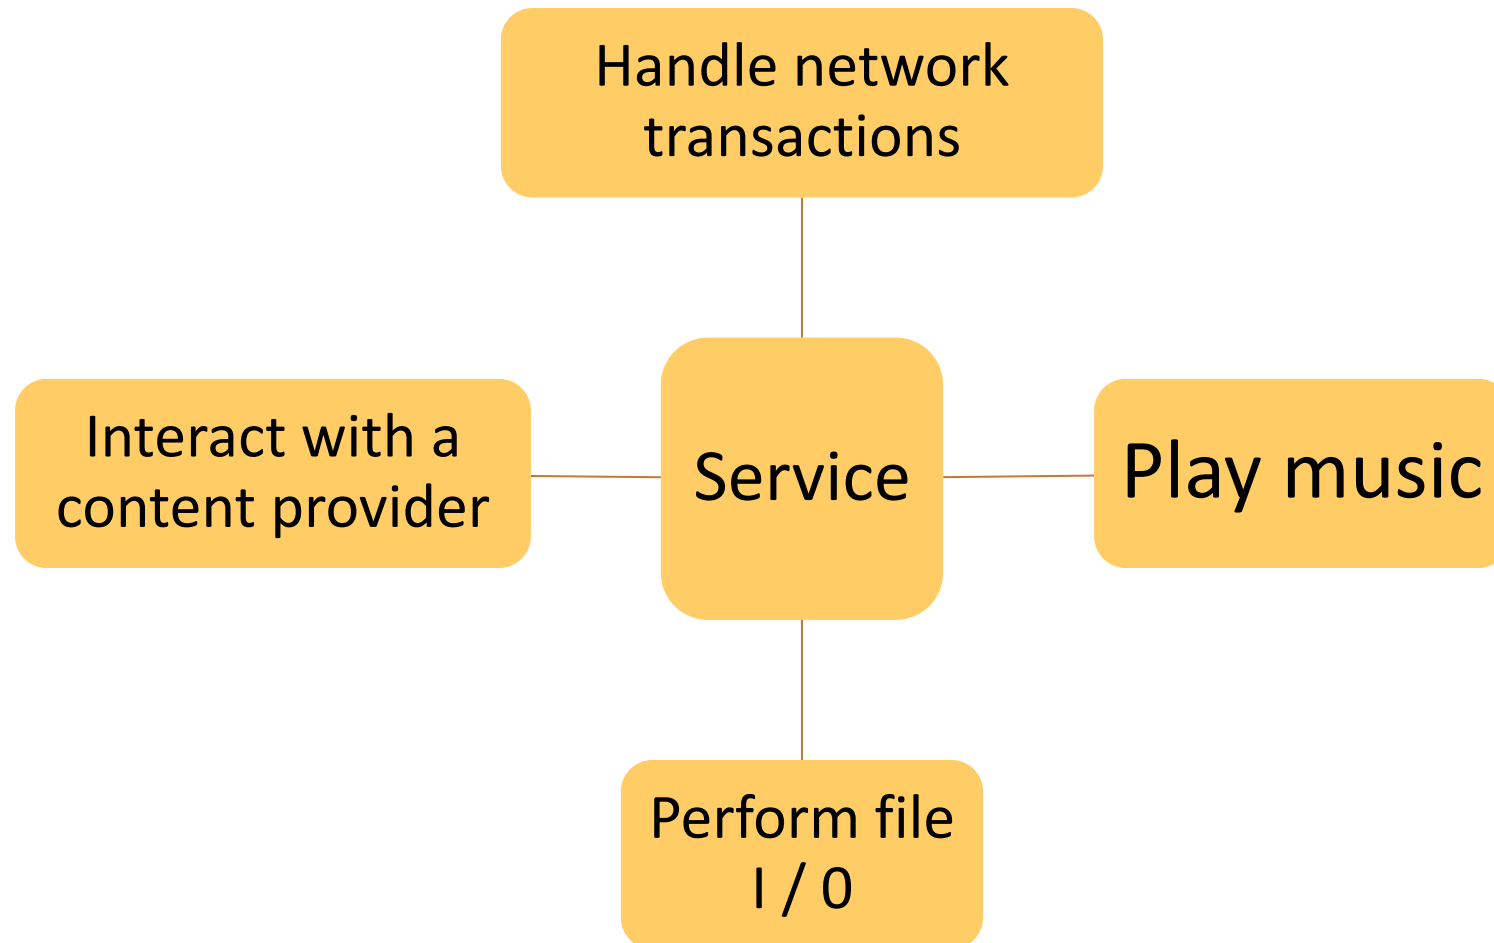 Handle network
transactions
Interact with a
content provider
Service
Play music
Perform file
I / 0